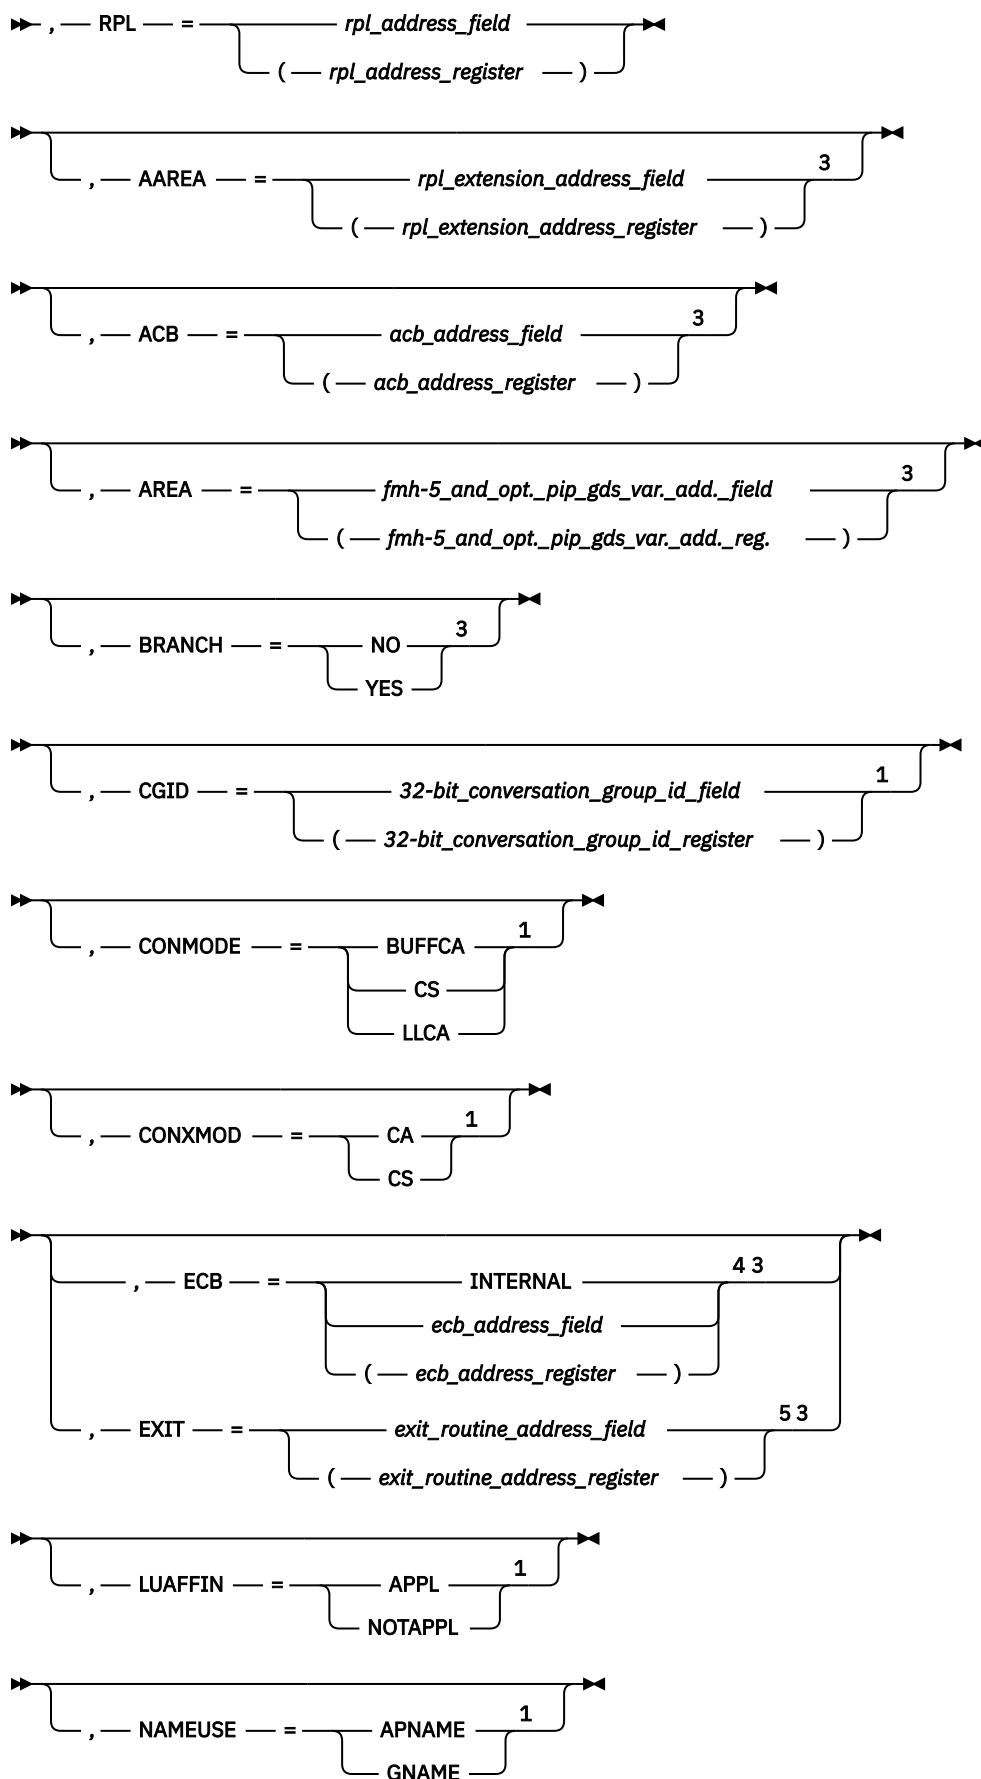 , RPL = rpl_address_field
( rpl_address_register )
3
, AAREA = rpl_extension_address_field
( rpl_extension_address_register )
3
, ACB = acb_address_field
( acb_address_register )
3
, AREA = fmh-5_and_opt._pip_gds_var._add._field
( fmh-5_and_opt._pip_gds_var._add._reg. )
3
, BRANCH = NO
YES
1
, CGID = 32-bit_conversation_group_id_field
( 32-bit_conversation_group_id_register )
1
, CONMODE = BUFFCA
CS
LLCA
1
, CONXMOD = CA
CS
4 3
, ECB = INTERNAL
ecb_address_field
( ecb_address_register )
5 3
, EXIT = exit_routine_address_field
( exit_routine_address_register )
1
, LUAFFIN = APPL
NOTAPPL
1
, NAMEUSE = APNAME
GNAME